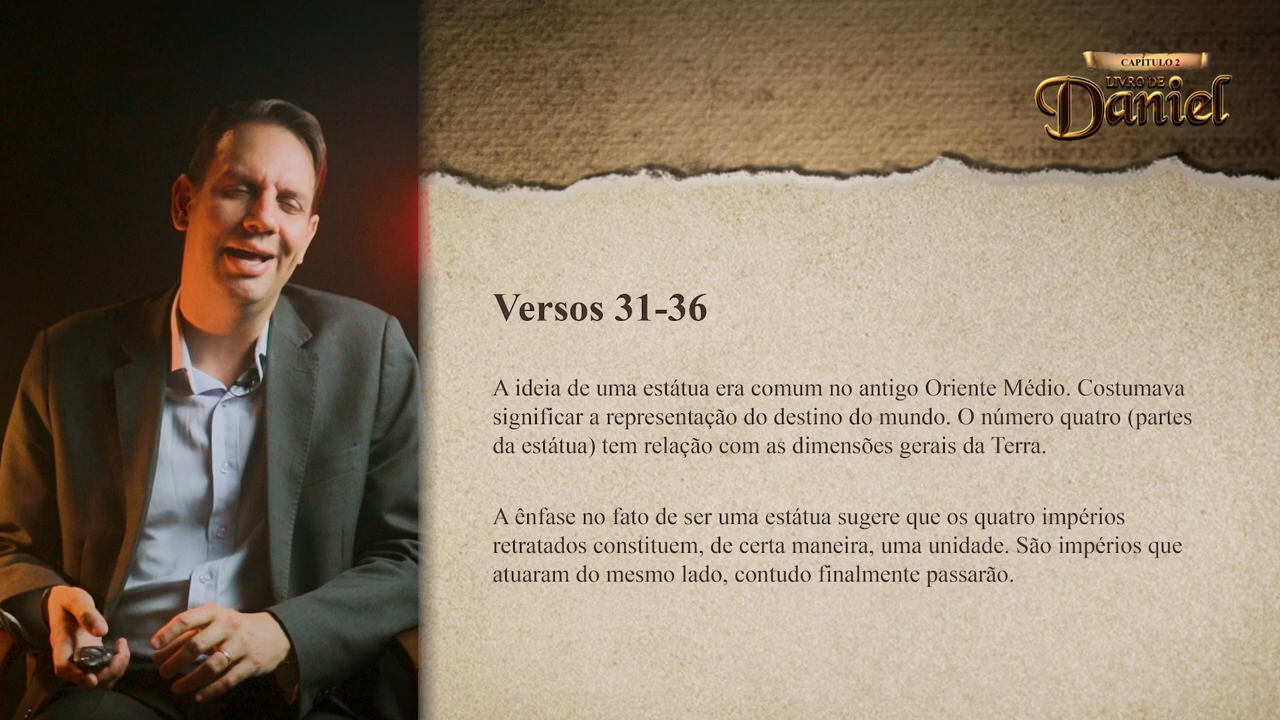 CAPÍTULO 2
LIVRO DE
Daniel
Versos 31-36
A ideia de uma estátua era comum no antigo Oriente Médio. Costumava
significar a representação do destino do mundo. O número quatro (partes
da estátua) tem relação com as dimensões gerais da Terra.
A ênfase no fato de ser uma estátua sugere que os quatro impérios
retratados constituem, de certa maneira, uma unidade. São impérios que
atuaram do mesmo lado, contudo finalmente passarão.